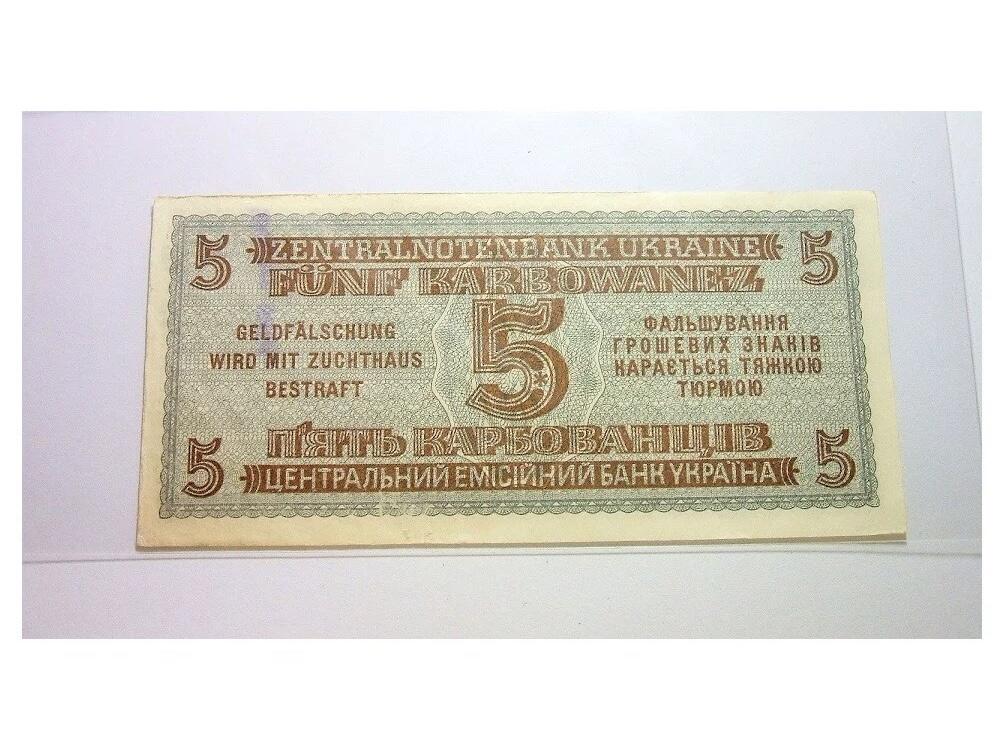 5 ZENTRALNOTENBANK UKRAINE 5
FÜNF KARBOWANEZ
GELDFÄLSCHUNG
WIRD MIT ZUCHTHAUS
BESTRAFT
5
ФАЛЬШУВАННЯ
ГРОШЕВИХ ЗНАКІВ
КАРАЄТЬСЯ ТЯЖКОЮ
ТЮРМОЮ
П'ЯТЬ КАРБОВАНЦІВ
5 ЦЕНТРАЛЬНИЙ ЕМІСІЙНИЙ БАНК УКРАЇНА 5